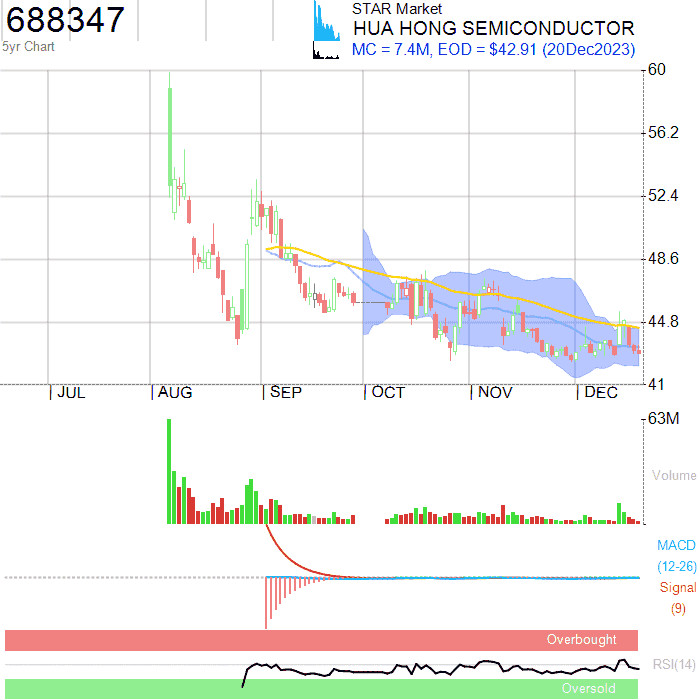 688347
5yr Chart
STAR Market
HUA HONG SEMICONDUCTOR
MC = 7.4M, EOD = $42.91 (20Dec2023)
60
56.2
52.4
48.6
44.8
41
JUL
AUG
SEP
OCT
NOV
DEC
63M
Volume
MACD
(12-26)
Signal
(9)
Overbought
RSI(14)
Oversold